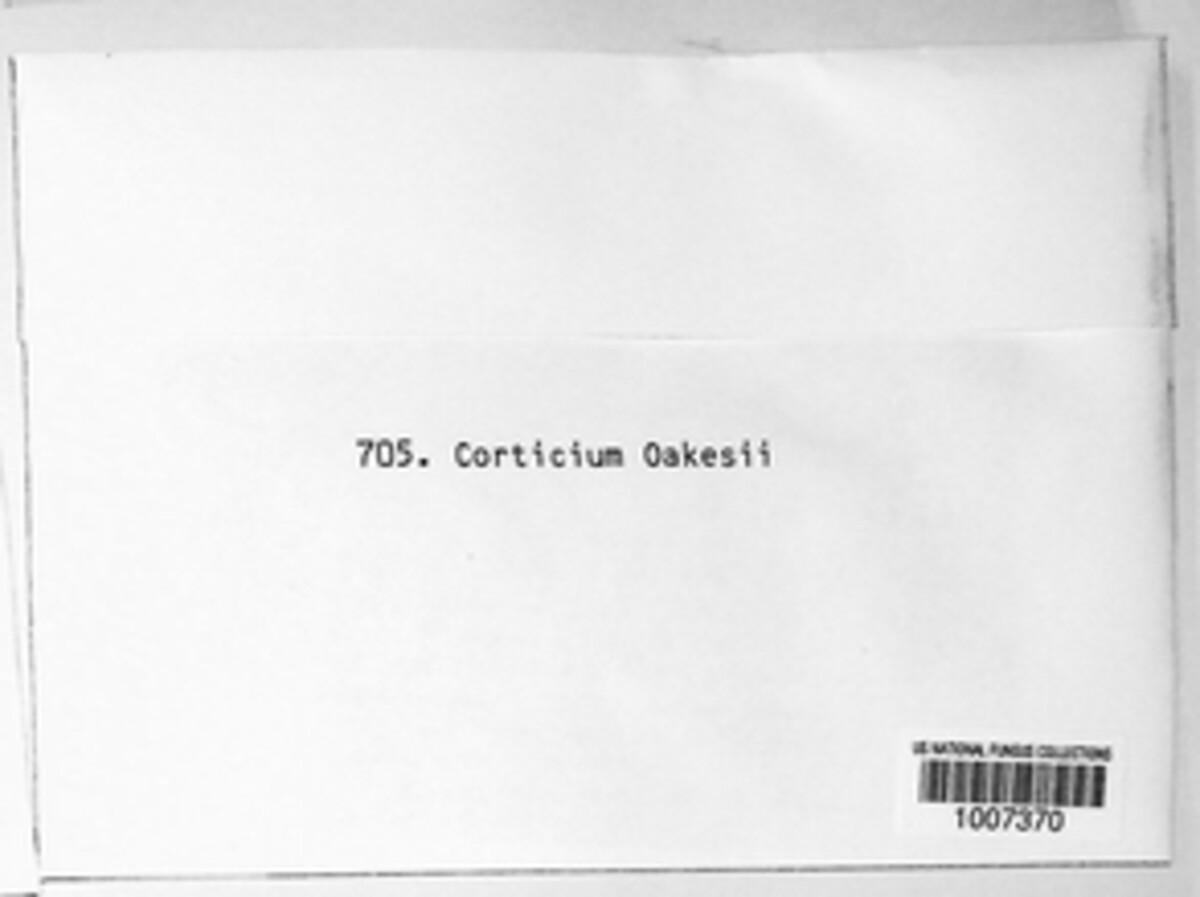 705. Corticium Oakesii
US NATIONAL FUNGUS COLLECTIONS
1007370